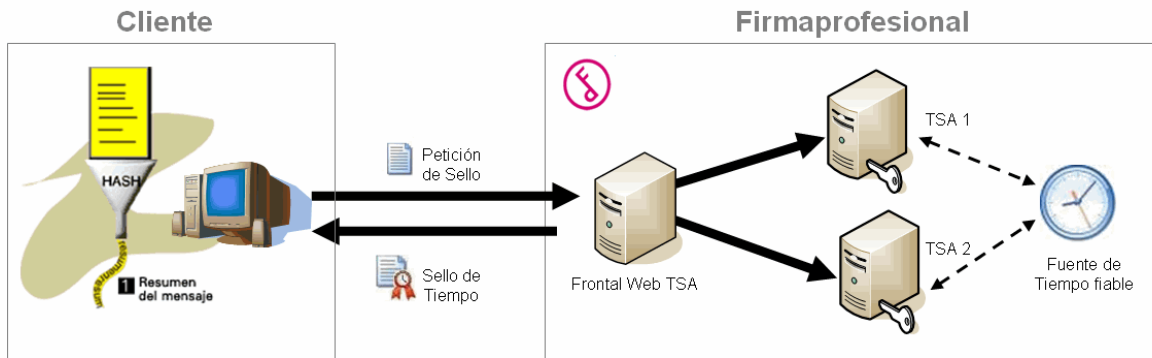 Cliente
Firmaprofesional
HASH
resumenresum
1 Resumen
del mensaje
Petición
de Sello
Sello de
Tiempo
Frontal Web TSA
TSA 1
TSA 2
Fuente de
Tiempo fiable